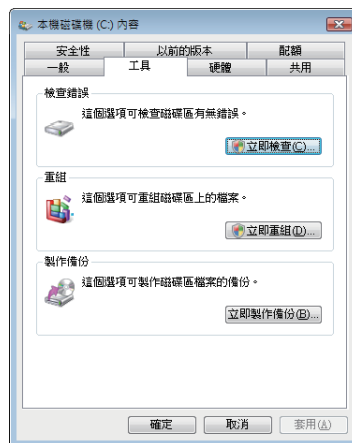 本機磁碟機 (C:) 內容
安全性 以前的版本 配額
一般 工具 硬體 共用
檢查錯誤
這個選項可檢查磁碟區有無錯誤。
立即檢查(C)...
重組
這個選項可重組磁碟區上的檔案。
立即重組(D)...
製作備份
這個選項可製作磁碟區檔案的備份。
立即製作備份(B)...
確定 取消 套用(A)